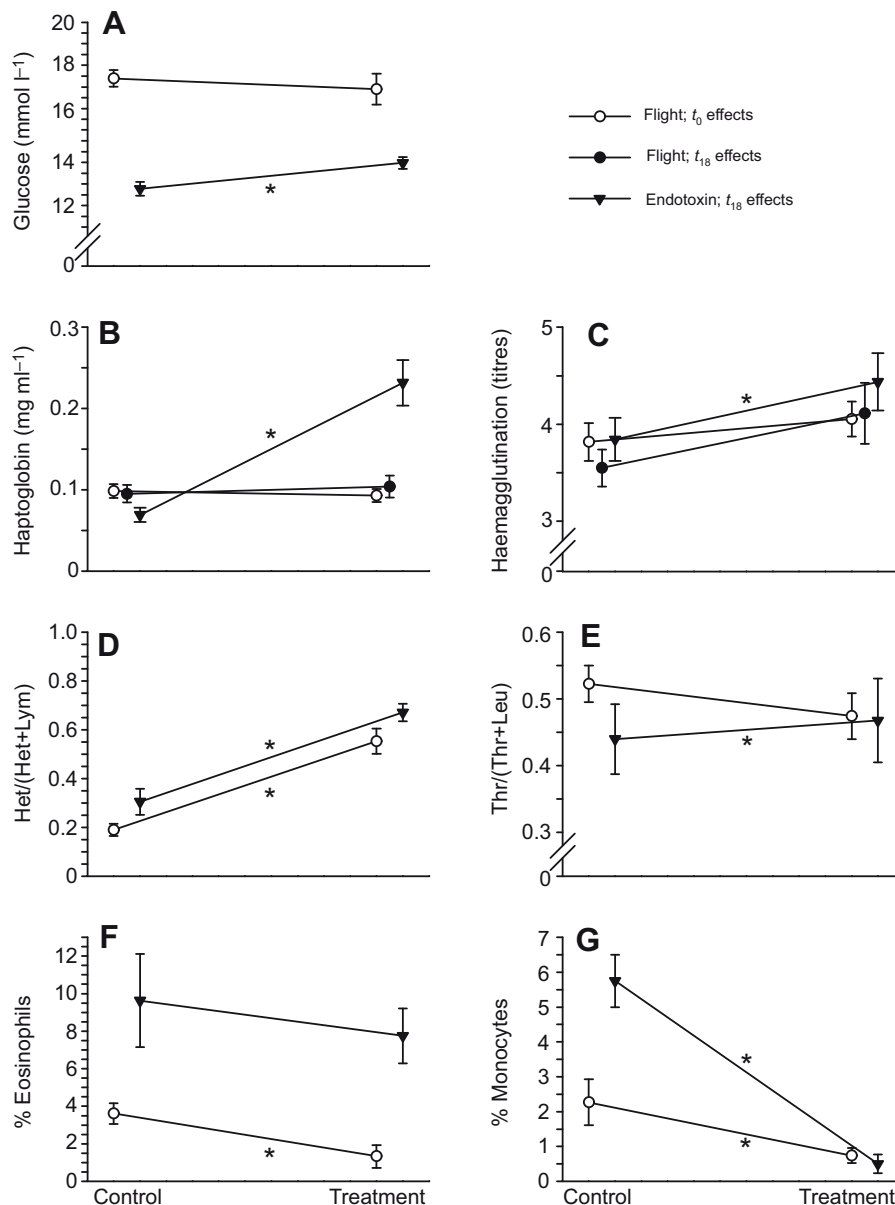 A
Glucose (mmol l–1)
20
18
16
14
12
0
Flight; t0 effects
Flight; t18 effects
Endotoxin; t18 effects
B
Haptoglobin (mg ml–1)
0.3
0.2
0.1
0
*
*
C
Haemagglutination (titres)
5
4
3
0
*
D
Het/(Het+Lym)
1.0
0.8
0.6
0.4
0.2
0
*
*
E
Thr/(Thr+Leu)
0.6
0.5
0.4
0.3
0
*
F
% Eosinophils
12
10
8
6
4
2
0
*
Control
Treatment
G
% Monocytes
7
6
5
4
3
2
1
0
*
*
Control
Treatment